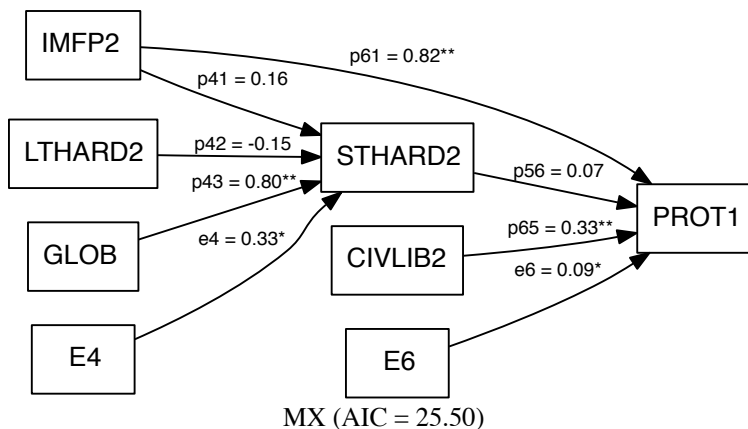 IMFP2
p61 = 0.82**
p41 = 0.16
LTHARD2
p42 = -0.15
STHARD2
p56 = 0.07
p43 = 0.80**
PROT1
GLOB
e4 = 0.33*
p65 = 0.33**
CIVLIB2
e6 = 0.09*
E4
E6
MX (AIC = 25.50)